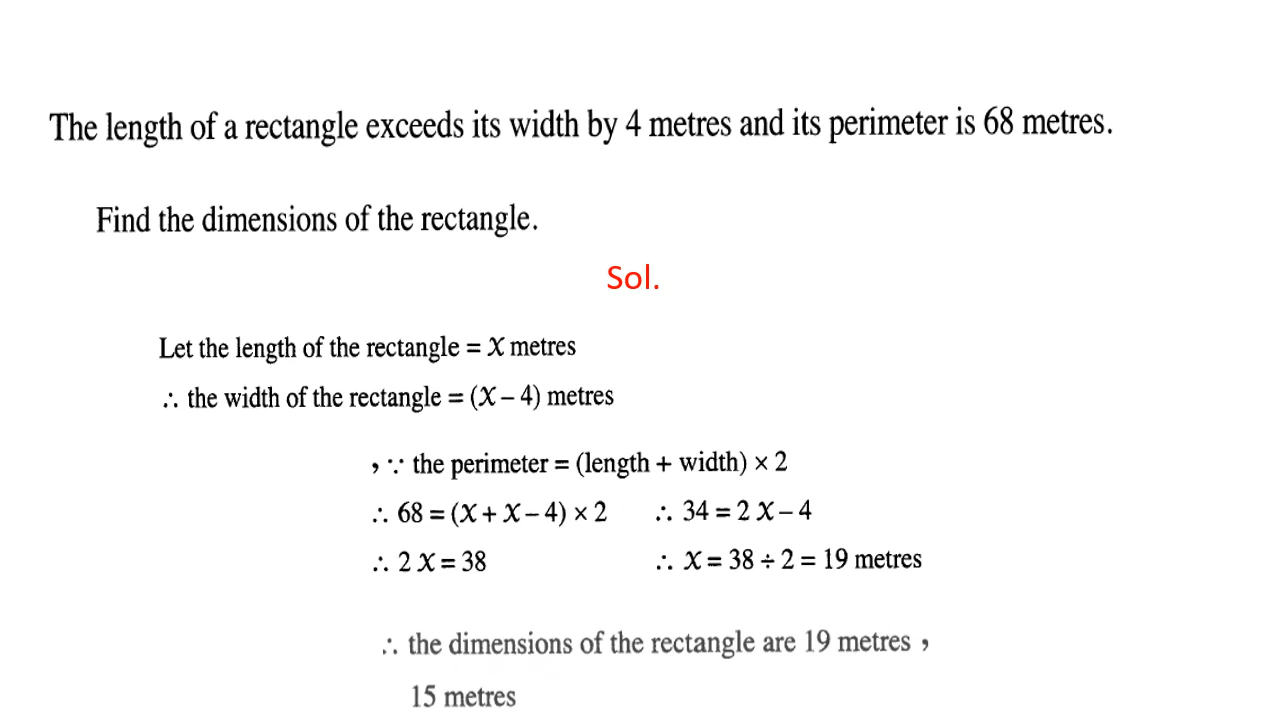 The length of a rectangle exceeds its width by 4 metres and its perimeter is 68 metres.
Find the dimensions of the rectangle.
Sol.
Let the length of the rectangle = X metres
∴ the width of the rectangle = (X – 4) metres
, ∵ the perimeter = (length + width) × 2
∴ 68 = (X + X – 4) × 2 ∴ 34 = 2 X – 4
∴ 2 X = 38 ∴ X = 38 ÷ 2 = 19 metres
∴ the dimensions of the rectangle are 19 metres ,
15 metres